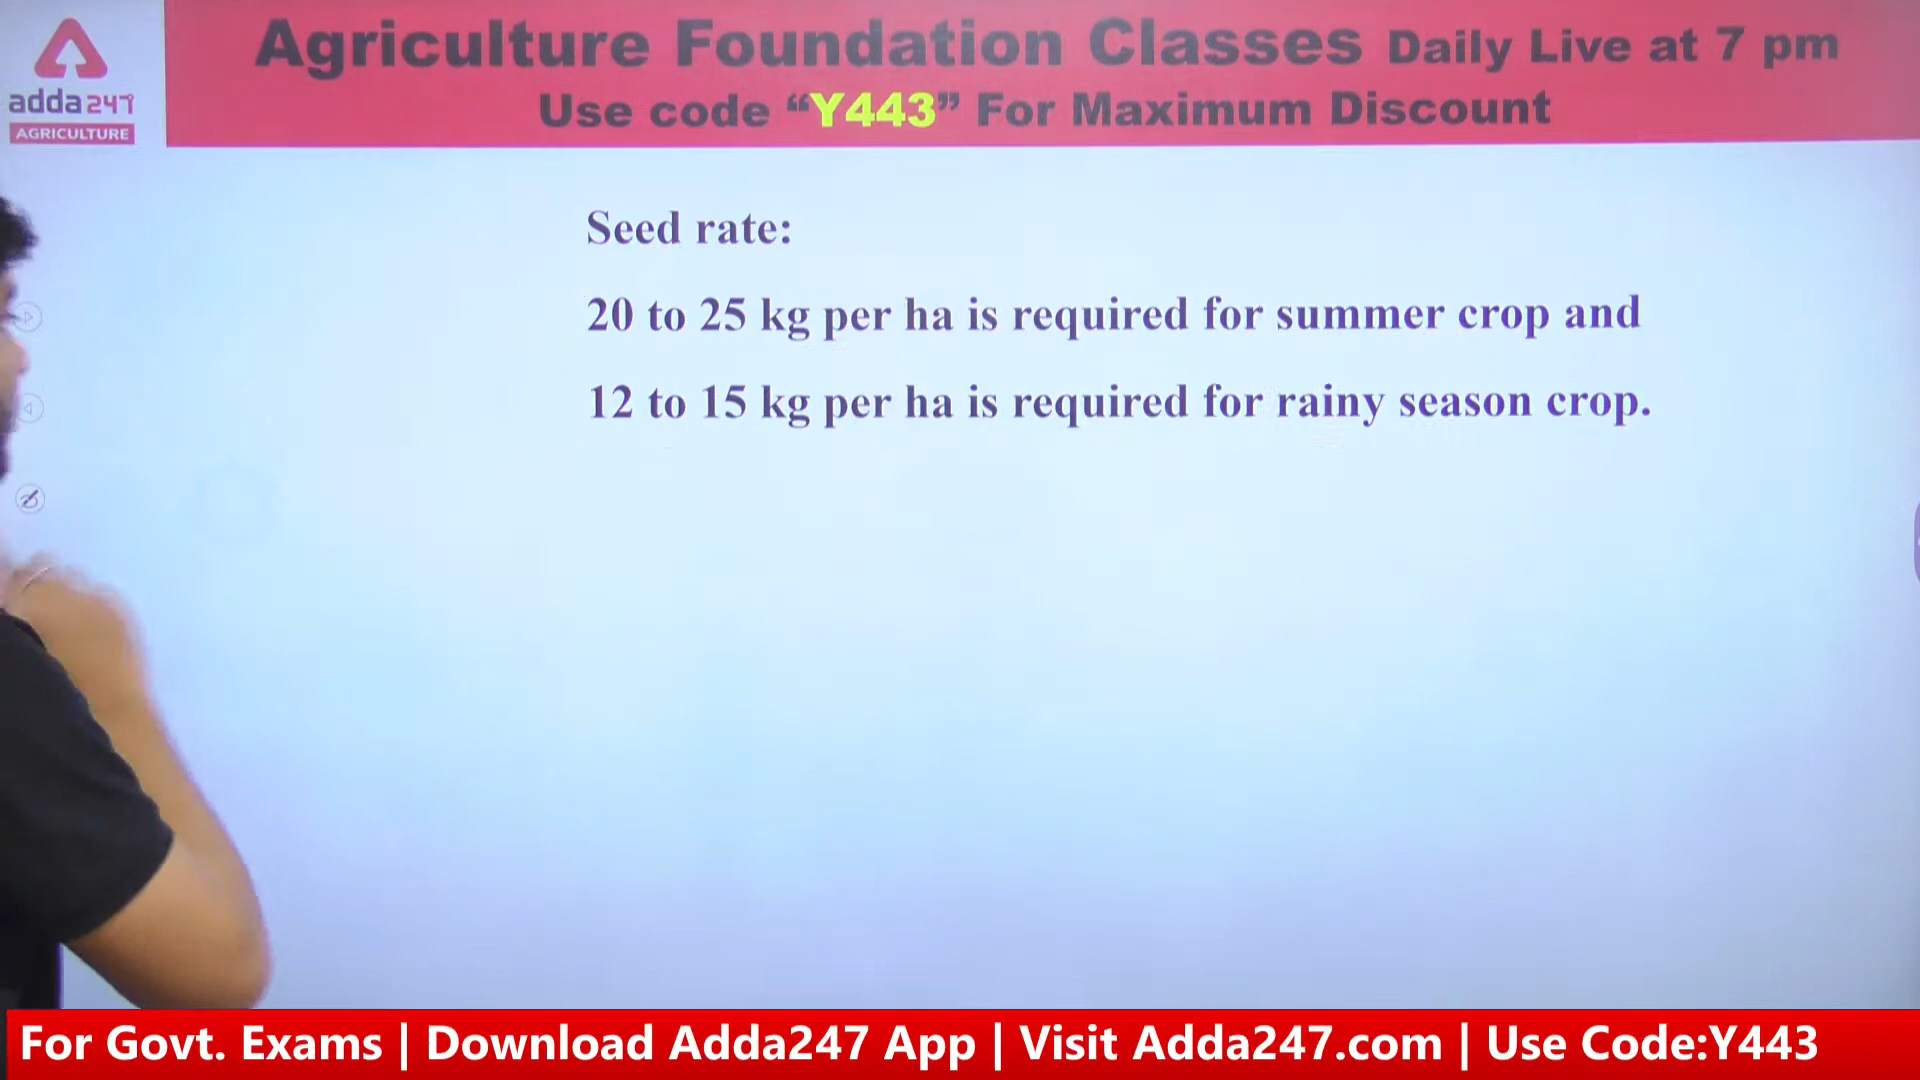 Agriculture Foundation Classes Daily Live at 7 pm
Use code “Y443” For Maximum Discount
adda247
AGRICULTURE
Seed rate:
20 to 25 kg per ha is required for summer crop and
12 to 15 kg per ha is required for rainy season crop.
For Govt. Exams | Download Adda247 App | Visit Adda247.com | Use Code:Y443